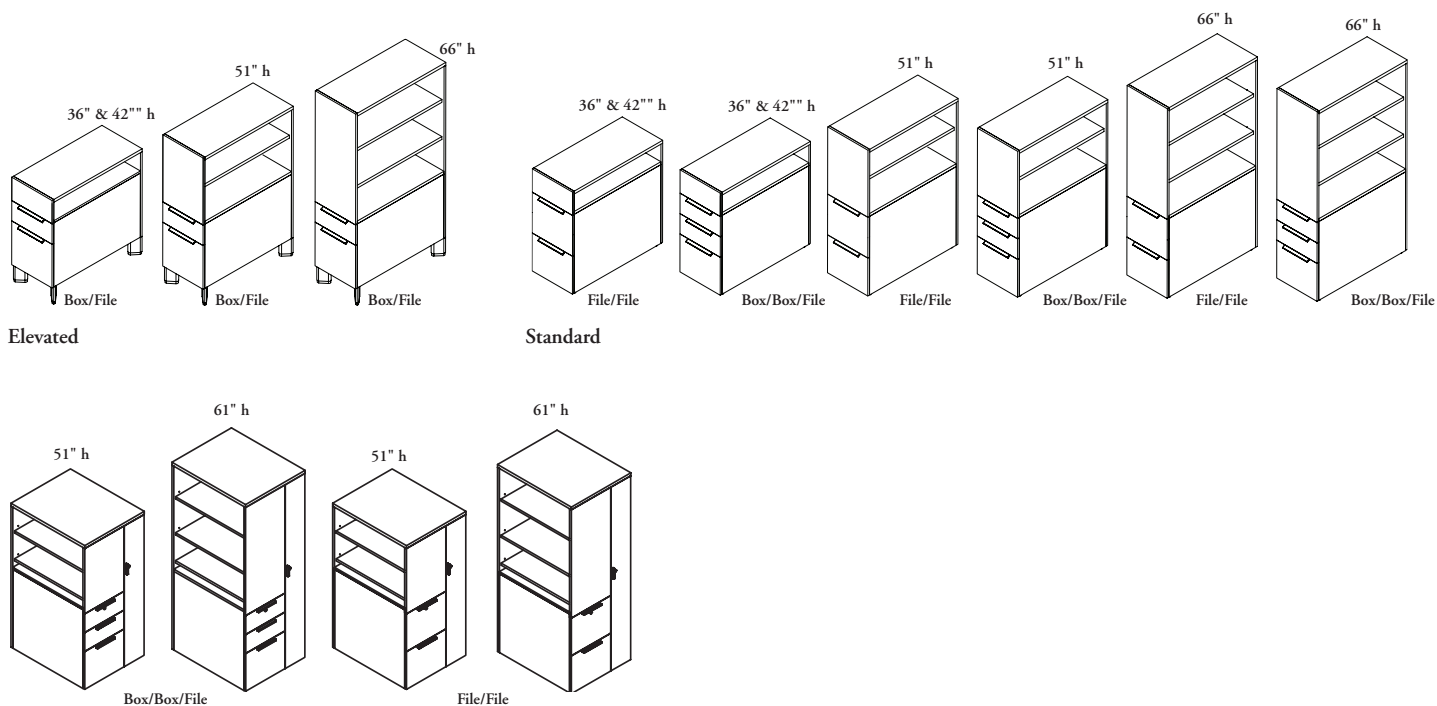 36" & 42"" h
51" h
66" h
36" & 42"" h
36" & 42"" h
51" h
51" h
66" h
66" h
Box/File
Box/File
Box/File
File/File
Box/Box/File
File/File
Box/Box/File
File/File
Box/Box/File
Elevated
Standard
51" h
61" h
51" h
61" h
Box/Box/File
File/File